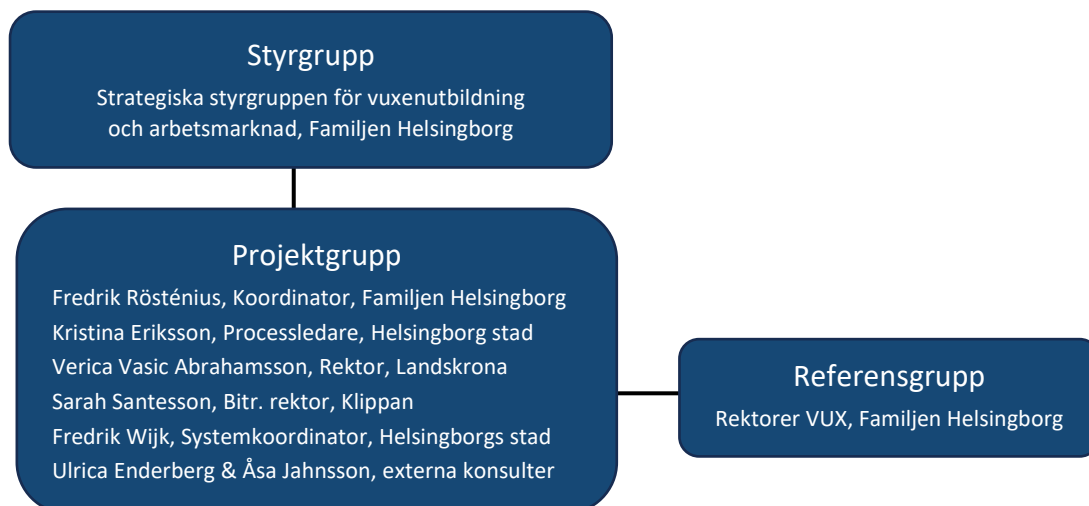 Styrgrupp
Strategiska styrgruppen för vuxenutbildning
och arbetsmarknad, Familjen Helsingborg
Projektgrupp
Fredrik Rösténius, Koordinator, Familjen Helsingborg
Kristina Eriksson, Processledare, Helsingborg stad
Verica Vasic Abrahamsson, Rektor, Landskrona
Sarah Santesson, Bitr. rektor, Klippan
Fredrik Wijk, Systemkoordinator, Helsingborgs stad
Ulrica Enderberg & Åsa Jahnsson, externa konsulter
Referensgrupp
Rektorer VUX, Familjen Helsingborg